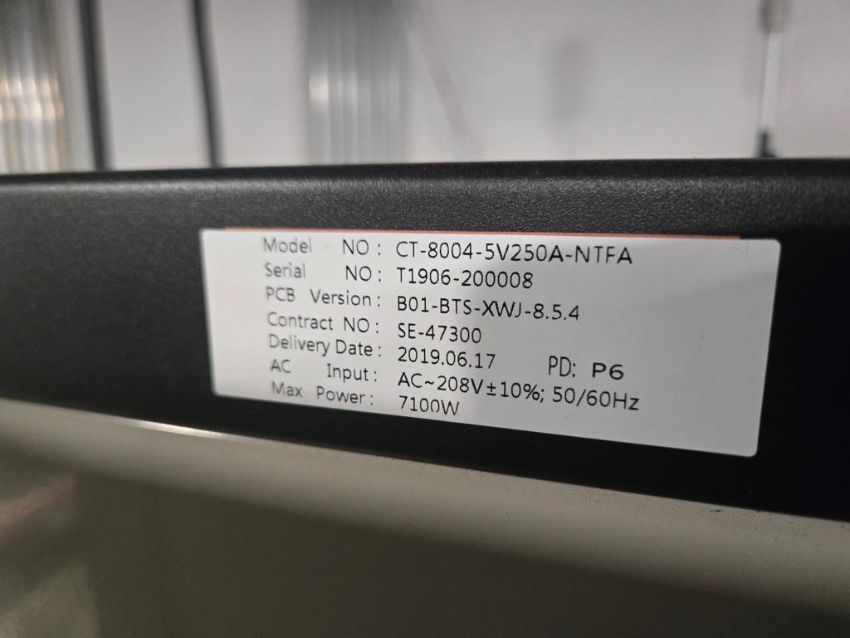 Model NO : CT-8004-5V250A-NTFA
Serial NO : T1906-200008
PCB Version : B01-BTS-XWJ-8.5.4
Contract NO : SE-47300
Delivery Date : 2019.06.17 PD: P6
AC Input : AC~208V±10%; 50/60Hz
Max Power : 7100W